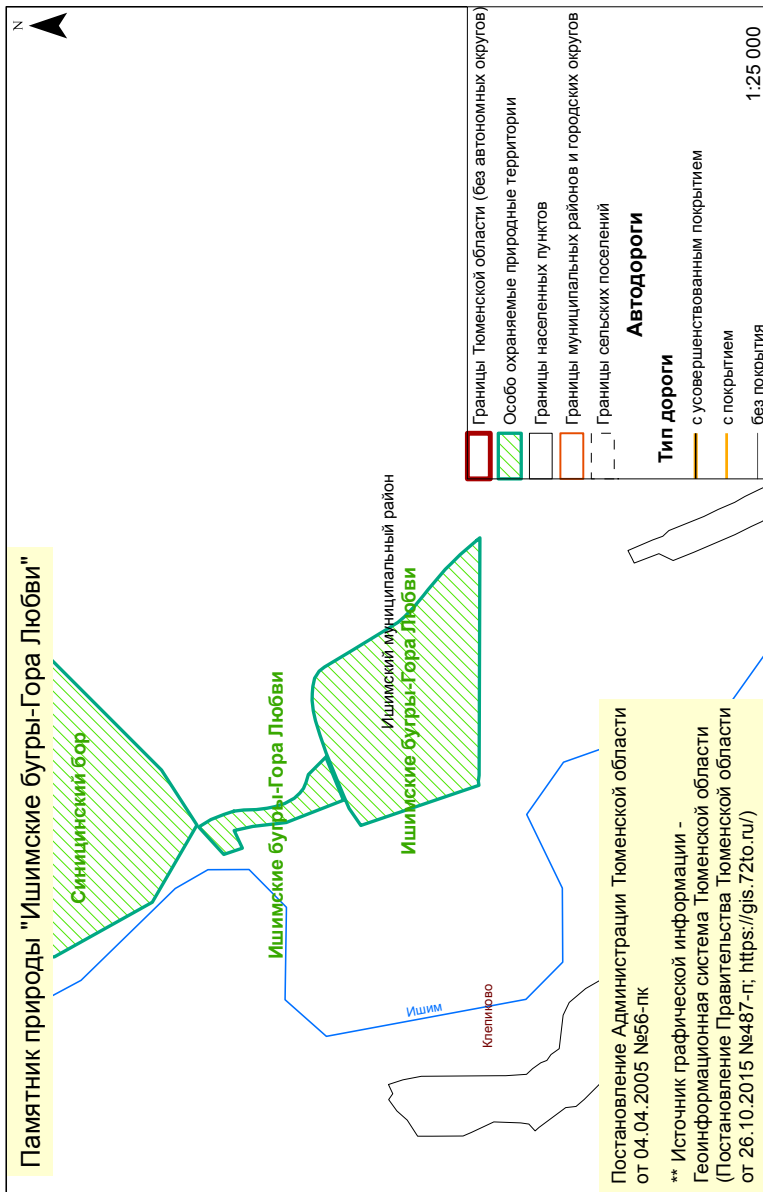 Памятник природы "Ишимские бугры-Гора Любви"
N
Синицинский бор
Ишимские бугры-Гора Любви
Ишимский муниципальный район
Ишимские бугры-Гора Любви
Ишим
Клепиково
Постановление Администрации Тюменской области
от 04.04.2005 №56-пк
** Источник графической информации -
Геоинформационная система Тюменской области
(Постановление Правительства Тюменской области
от 26.10.2015 №487-п; https://gis.72to.ru/)
Границы Тюменской области (без автономных округов)
Особо охраняемые природные территории
Границы населенных пунктов
Границы муниципальных районов и городских округов
Границы сельских поселений
Автодороги
Тип дороги
с усовершенствованным покрытием
с покрытием
без покрытия
1:25 000